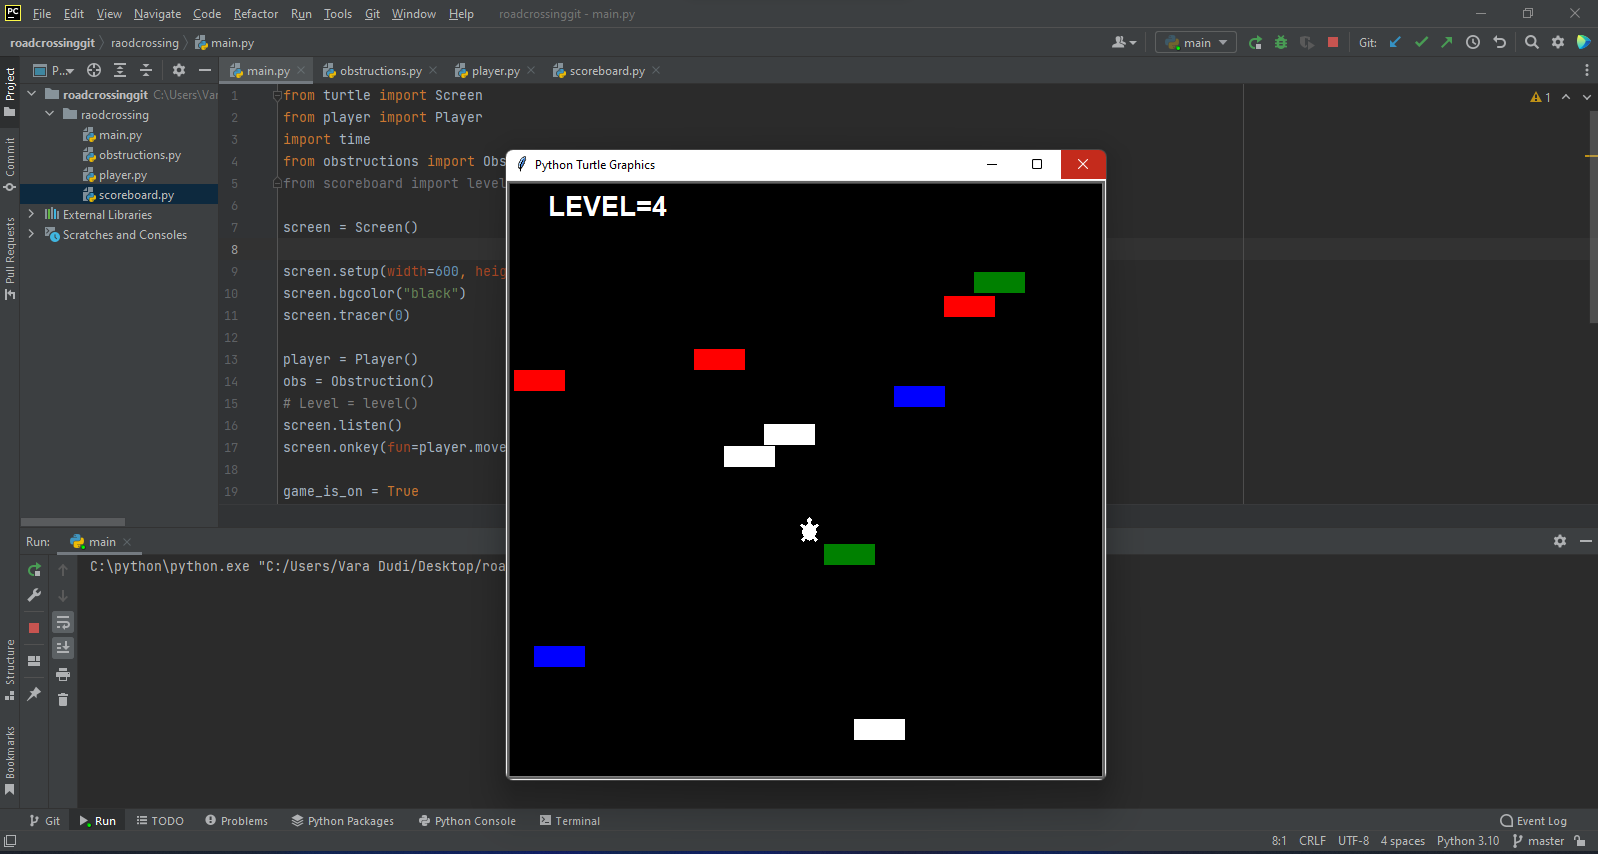 PC File Edit View Navigate Code Refactor Run Tools Git Window Help roadcrossinggit - main.py
roadcrossinggit raodcrossing main.py main Git:
Project
Commit
Pull Requests
Structure
Bookmarks
P...
main.py obstructions.py player.py scoreboard.py
roadcrossinggit C:\Users\Var
raodcrossing
main.py
obstructions.py
player.py
scoreboard.py
External Libraries
Scratches and Consoles
1 from turtle import Screen
2 from player import Player
3 import time
4 from obstructions import Obs
5 from scoreboard import level
6
7 screen = Screen()
8
9 screen.setup(width=600, heig
10 screen.bgcolor("black")
11 screen.tracer(0)
12
13 player = Player()
14 obs = Obstruction()
15 # Level = level()
16 screen.listen()
17 screen.onkey(fun=player.move
18
19 game_is_on = True
1
Python Turtle Graphics
LEVEL=4
Run: main
C:\python\python.exe "C:/Users/Vara Dudi/Desktop/roa
Git Run TODO Problems Python Packages Python Console Terminal Event Log
8:1 CRLF UTF-8 4 spaces Python 3.10 master